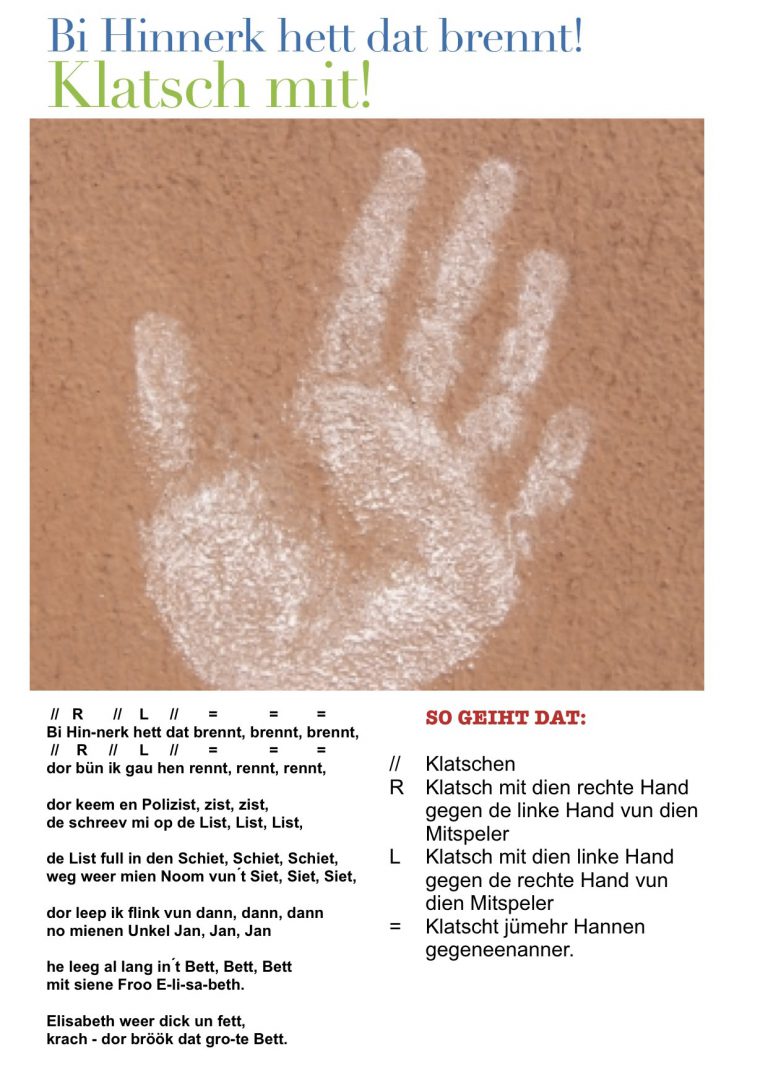 Bi Hinnerk hett dat brennt!
Klatsch mit!
// R // L // = = =
Bi Hin-nerk hett dat brennt, brennt, brennt,
// R // L // = = =
dor bün ik gau hen rennt, rennt, rennt,
dor keem en Polizist, zist, zist,
de schreev mi op de List, List, List,
de List full in den Schiet, Schiet, Schiet,
weg weer mien Noom vun´t Siet, Siet, Siet,
dor leep ik flink vun dann, dann, dann
no mienen Unkel Jan, Jan, Jan
he leeg al lang in´t Bett, Bett, Bett
mit siene Froo E-li-sa-beth.
Elisabeth weer dick un fett,
krach - dor bröök dat gro-te Bett.
SO GEIHT DAT:
// Klatschen
R Klatsch mit dien rechte Hand
gegen de linke Hand vun dien
Mitspeler
L Klatsch mit dien linke Hand
gegen de rechte Hand vun
dien Mitspeler
= Klatscht jümehr Hannen
gegeneenanner.